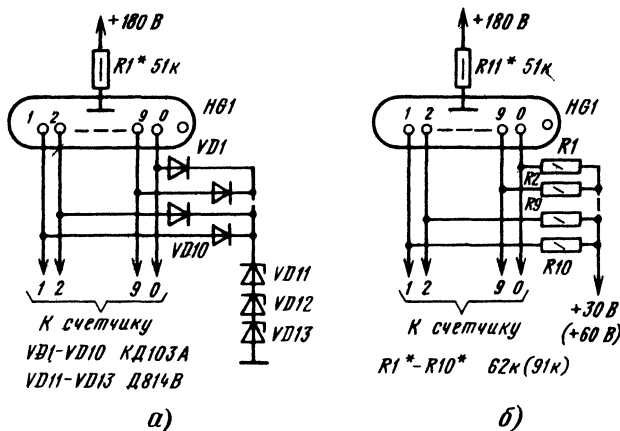 +180 В
R1* 51к
HG1
1 2 9 0
VD1
VD10
VD11
VD12
VD13
1 2 9 0
К счетчику
VD1-VD10 КД103А
VD11-VD13 Д814В
а)
+180 В
R11* 51к
HG1
1 2 9 0
R1
R2
R9
R10
1 2 9 0
+30 В
(+60 В)
К счетчику
R1*-R10* 62к (91к)
б)